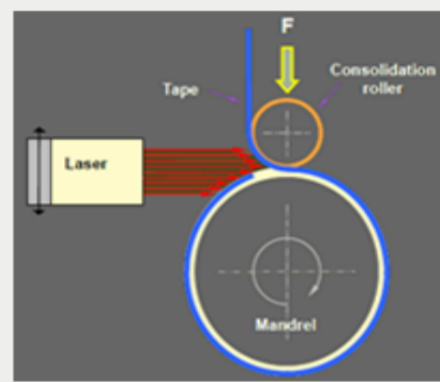 F
Tape
Consolidation
roller
Laser
Mandrel